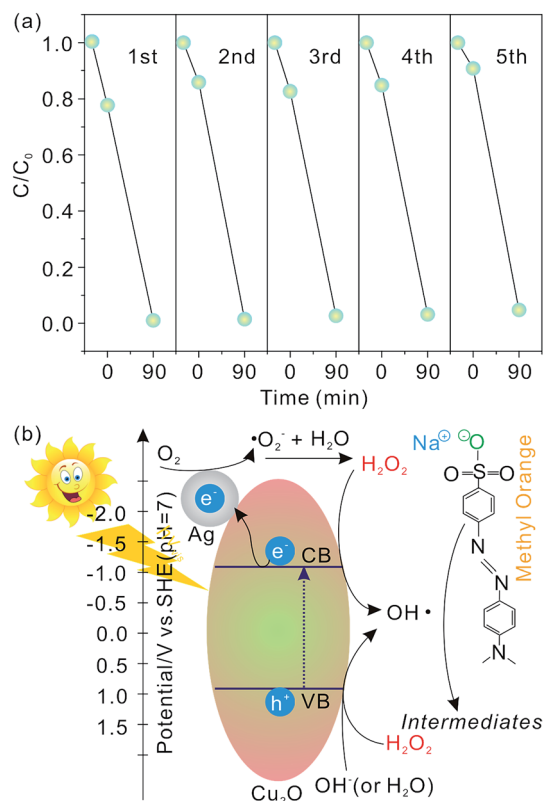 (a)
1st 2nd 3rd 4th 5th
1.0
0.8
0.6
0.4
0.2
0.0
C/C₀
0 90 0 90 0 90 0 90 0 90
Time (min)
(b)
O₂
•O₂⁻ + H₂O
H₂O₂
Na⊕ ⊖O
O S O
Methyl Orange
N
N
N
e⁻
Ag
e⁻
CB
-2.0
-1.5
-1.0
-0.5
0.0
0.5
1.0
1.5
Potential/V vs.SHE(pH=7)
OH •
h⁺
VB
Intermediates
H₂O₂
OH⁻(or H₂O)
Cu₂O